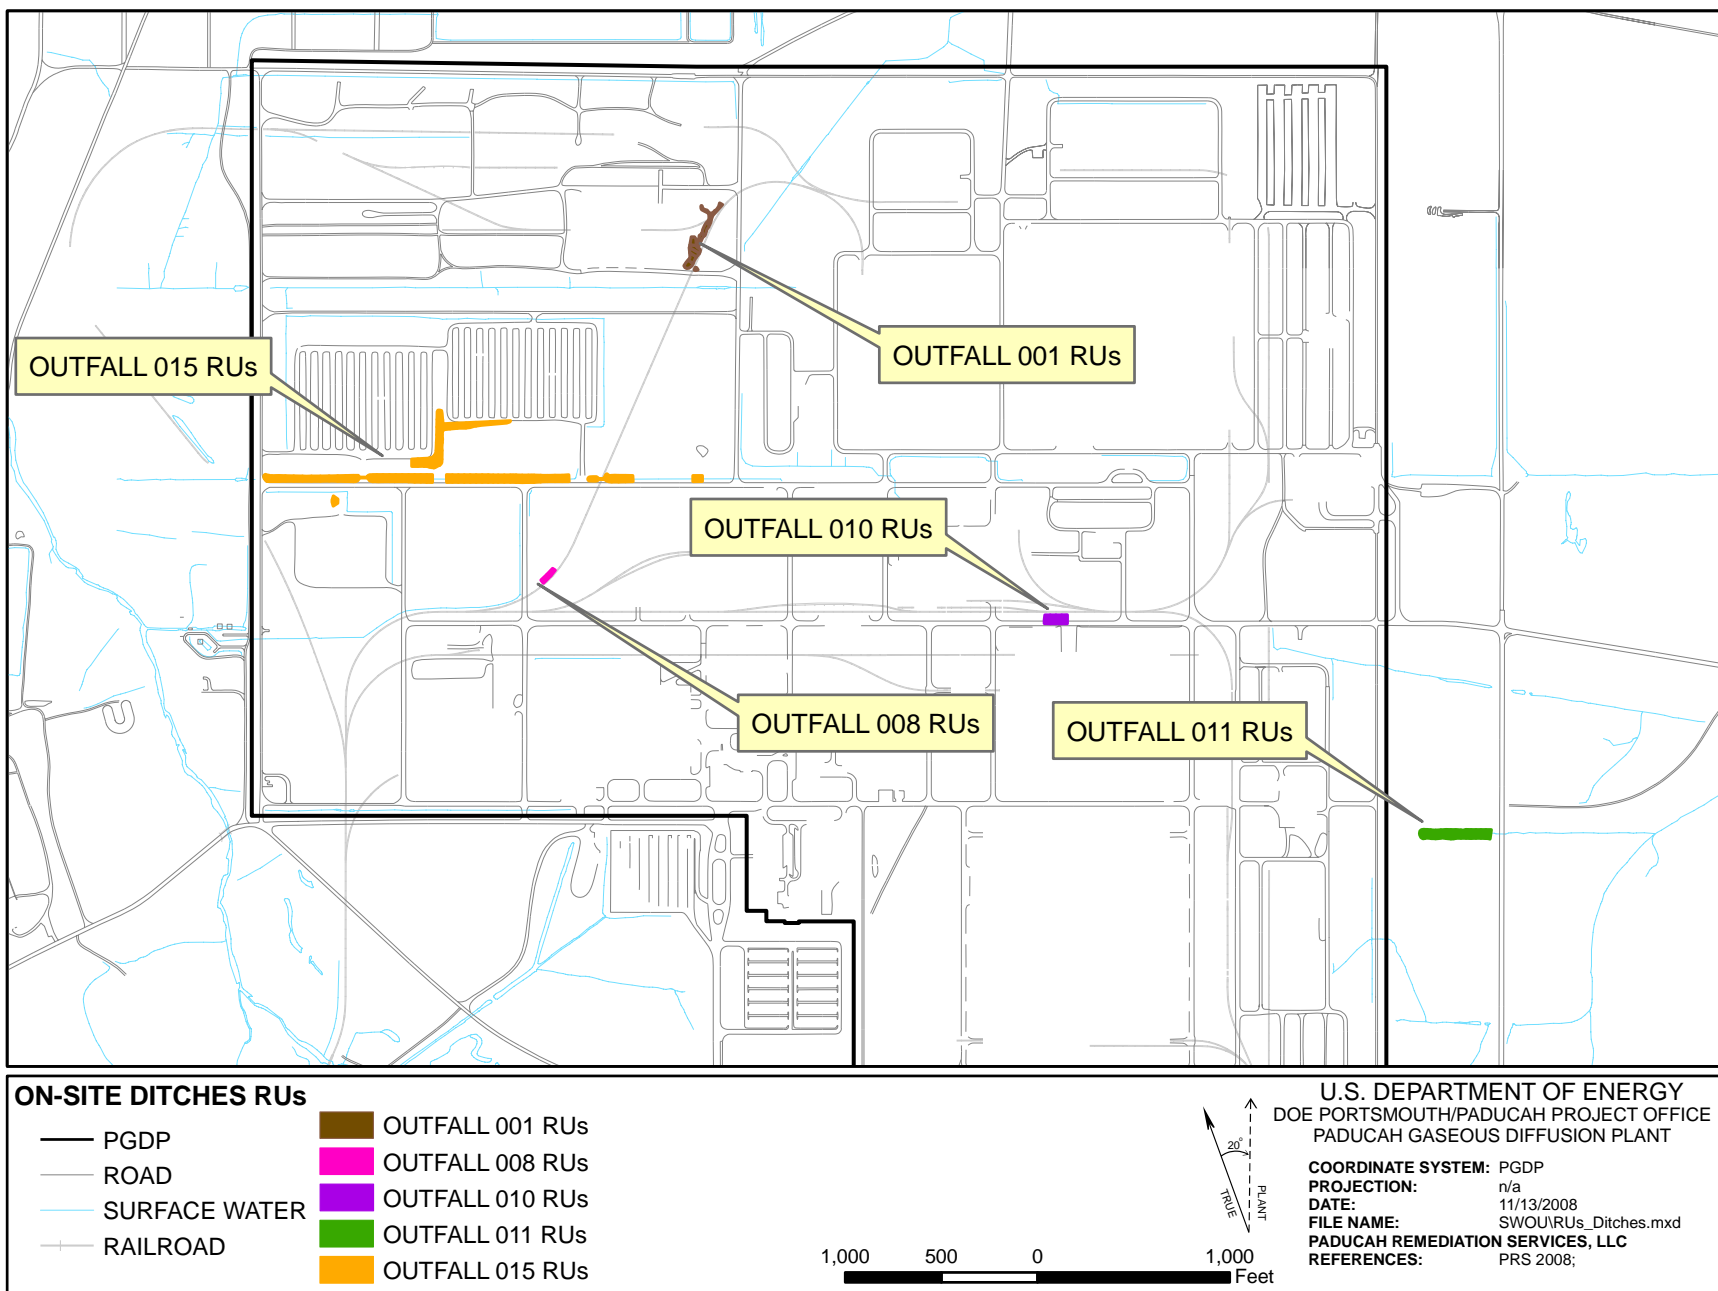 OUTFALL 001 RUs
OUTFALL 015 RUs
OUTFALL 010 RUs
OUTFALL 008 RUs
OUTFALL 011 RUs
ON-SITE DITCHES RUs
PGDP
ROAD
SURFACE WATER
RAILROAD
OUTFALL 001 RUs
OUTFALL 008 RUs
OUTFALL 010 RUs
OUTFALL 011 RUs
OUTFALL 015 RUs
1,000 500 0 1,000
Feet
20°
TRUE
PLANT
U.S. DEPARTMENT OF ENERGY
DOE PORTSMOUTH/PADUCAH PROJECT OFFICE
PADUCAH GASEOUS DIFFUSION PLANT
COORDINATE SYSTEM: PGDP
PROJECTION: n/a
DATE: 11/13/2008
FILE NAME: SWOU\RUs_Ditches.mxd
PADUCAH REMEDIATION SERVICES, LLC
REFERENCES: PRS 2008;